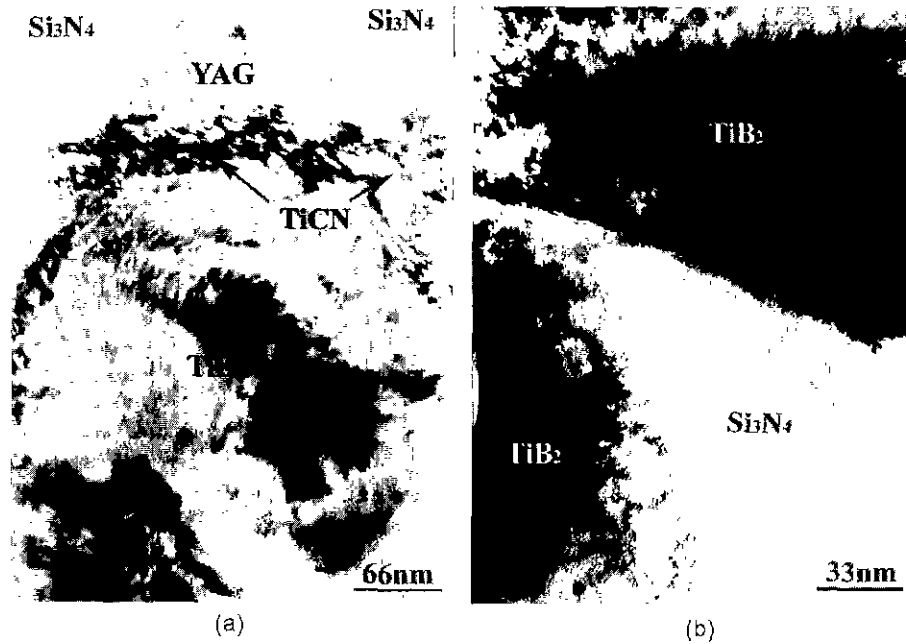 Si₃N₄ Si₃N₄
YAG
TiCN
66nm
(a)
TiB₂
TiB₂
Si₃N₄
33nm
(b)